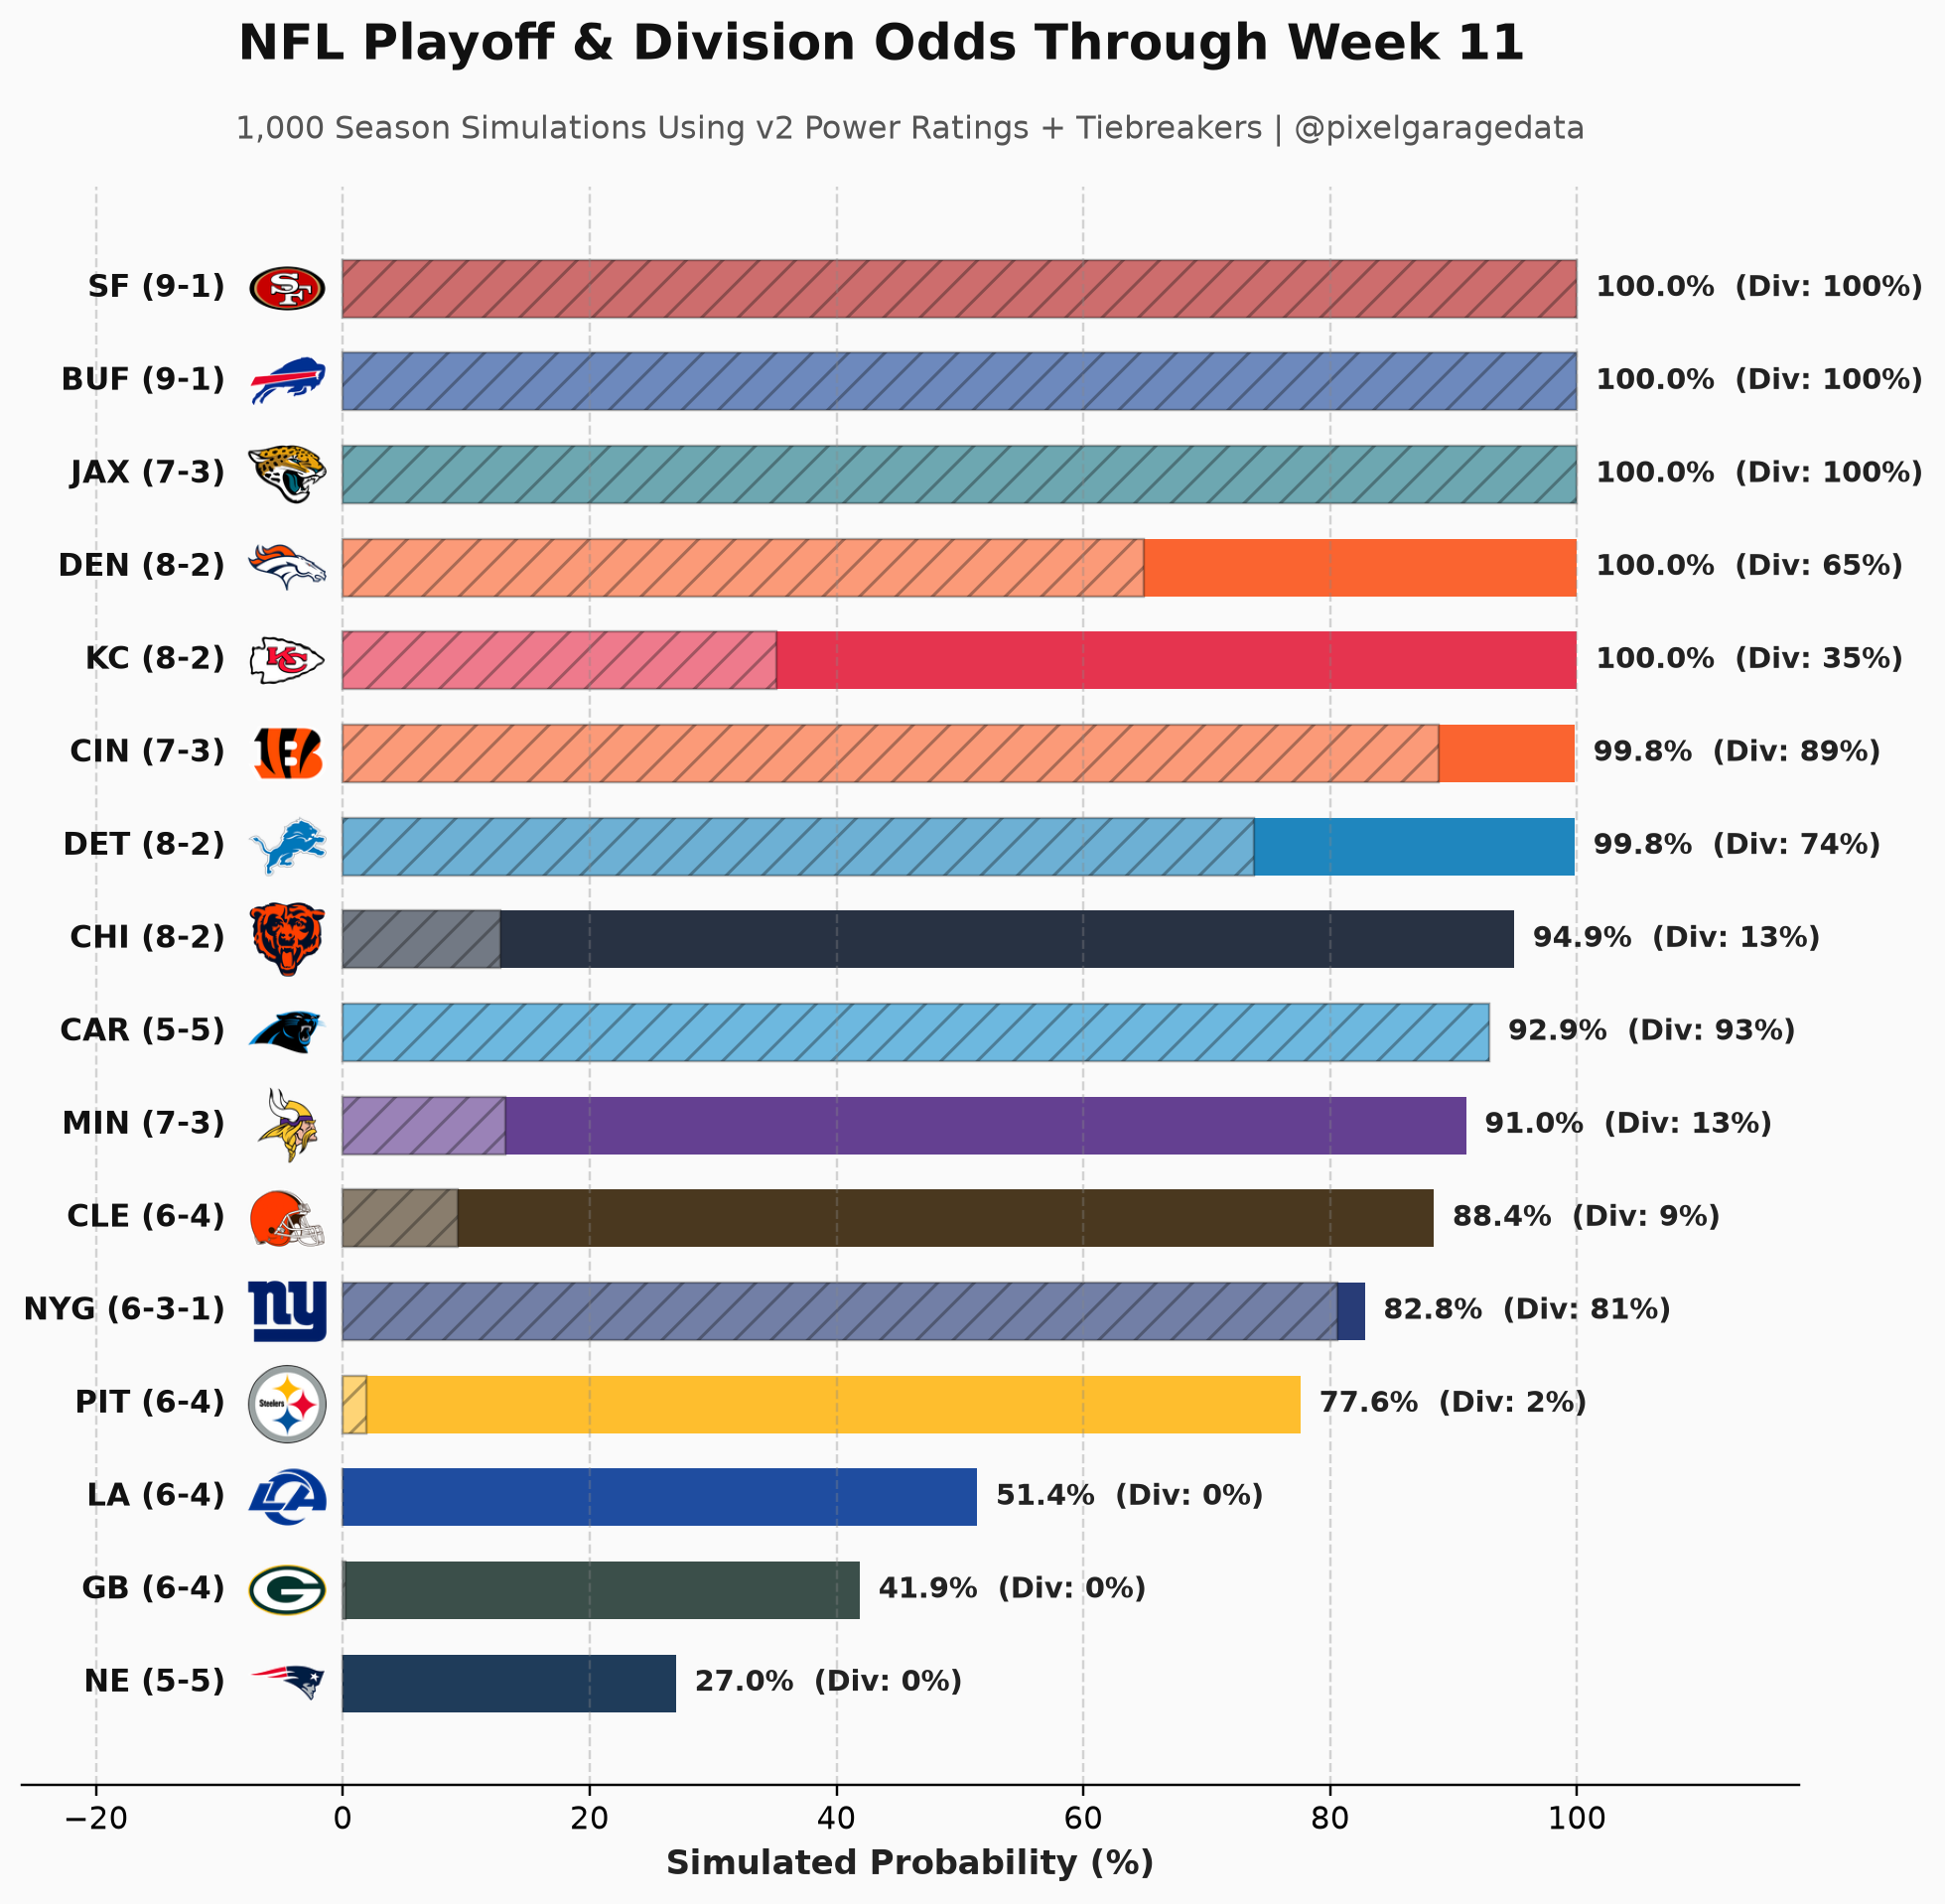 NFL Playoff & Division Odds Through Week 11
1,000 Season Simulations Using v2 Power Ratings + Tiebreakers | @pixelgaragedata
SF (9-1) SF 100.0% (Div: 100%)
BUF (9-1) 100.0% (Div: 100%)
JAX (7-3) 100.0% (Div: 100%)
DEN (8-2) 100.0% (Div: 65%)
KC (8-2) KC 100.0% (Div: 35%)
CIN (7-3) B 99.8% (Div: 89%)
DET (8-2) 99.8% (Div: 74%)
CHI (8-2) 94.9% (Div: 13%)
CAR (5-5) 92.9% (Div: 93%)
MIN (7-3) 91.0% (Div: 13%)
CLE (6-4) 88.4% (Div: 9%)
NYG (6-3-1) ny 82.8% (Div: 81%)
PIT (6-4) Steelers 77.6% (Div: 2%)
LA (6-4) LA 51.4% (Div: 0%)
GB (6-4) G 41.9% (Div: 0%)
NE (5-5) 27.0% (Div: 0%)
−20 0 20 40 60 80 100
Simulated Probability (%)